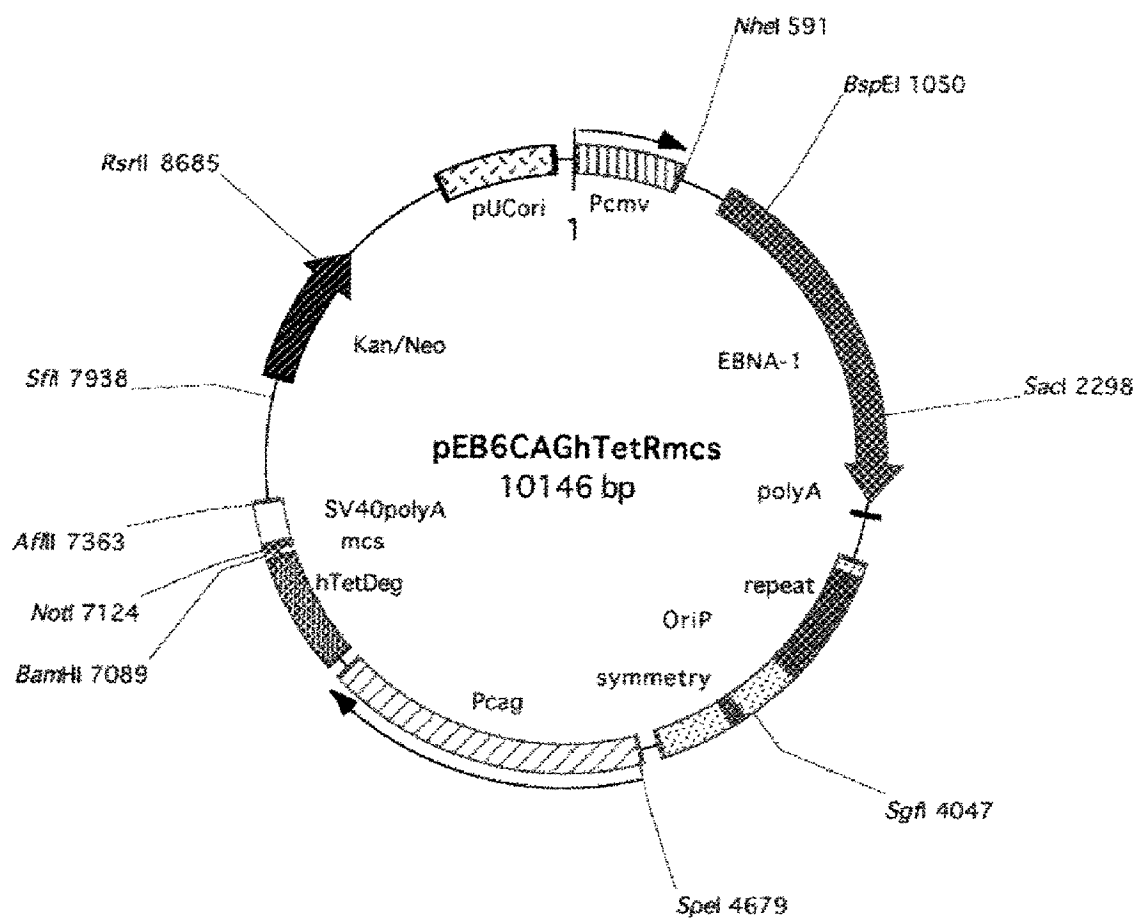 NheI 591
BspEI 1050
RsrII 8685
pUCori
Pcmv
1
Kan/Neo
EBNA-1
SfiI 7938
SacI 2298
pEB6CAGhTetRmcs
10146 bp
polyA
SV40polyA
AflIII 7363
mcs
hTetDeg
repeat
NotI 7124
OriP
BamHI 7089
symmetry
Pcag
SgfI 4047
SpeI 4679